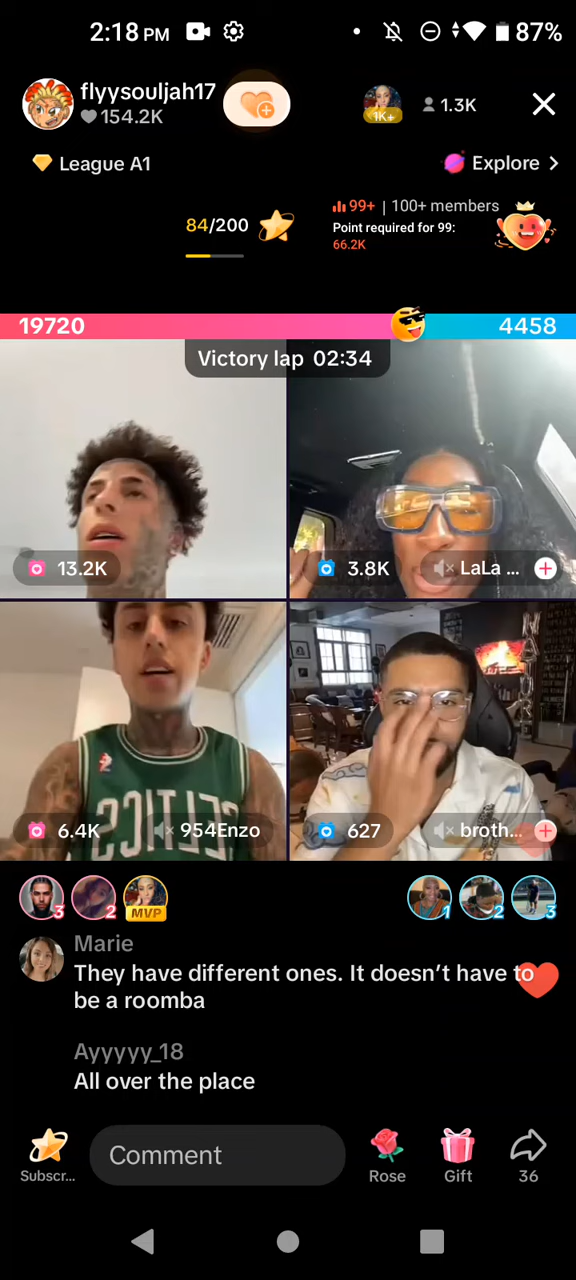 2:18 PM
87%
flyysouljah17
154.2K
1K+
1.3K
League A1
Explore >
84/200
99+ | 100+ members
Point required for 99:
66.2K
19720
4458
Victory lap 02:34
13.2K
3.8K
LaLa ...
CELTICS
6.4K
954Enzo
627
broth...
3
2
MVP
1
2
3
Marie
They have different ones. It doesn’t have to
be a roomba
Ayyyyy_18
All over the place
Subscr...
Comment
Rose
Gift
36